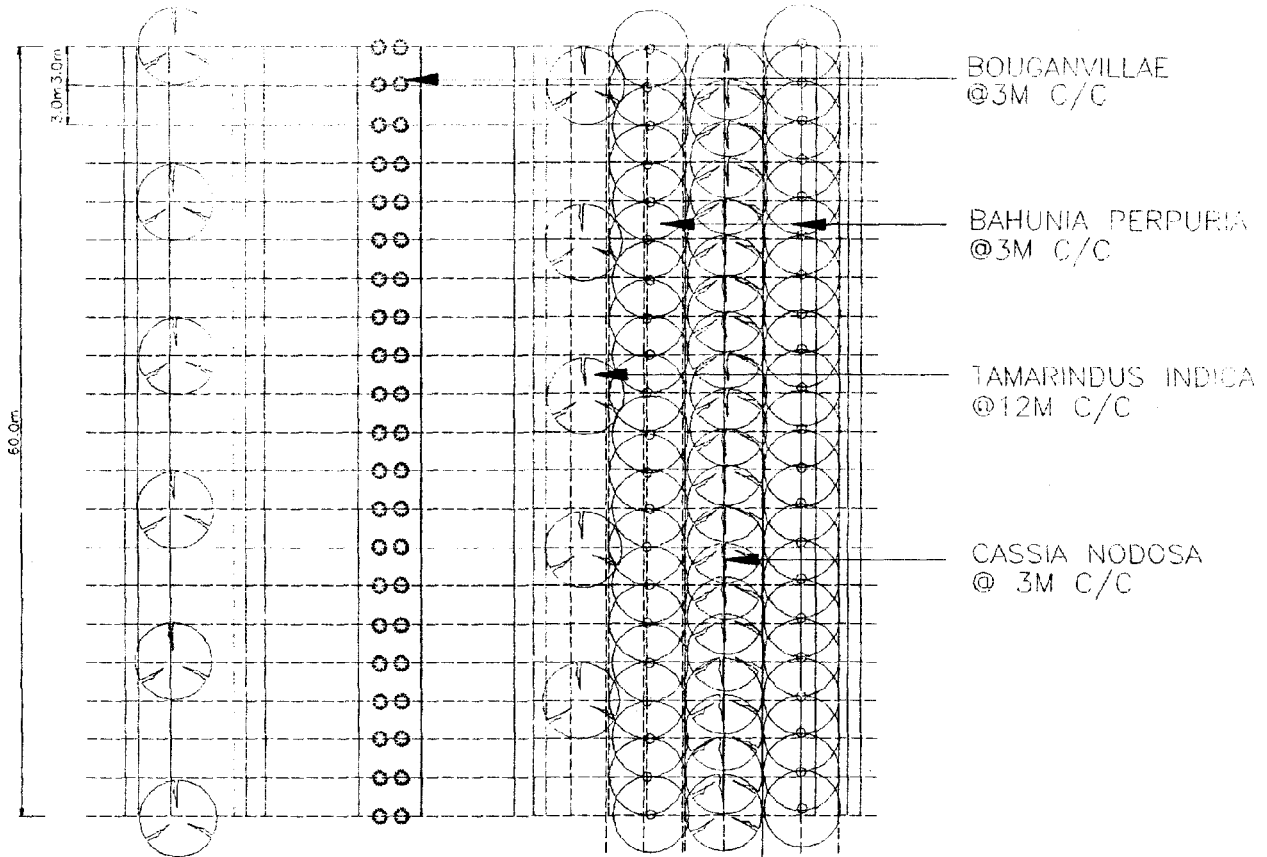 3.0m
3.0m
60.0m
BOUGANVILLAE
@3M C/C
BAHUNIA PERPURIA
@3M C/C
TAMARINDUS INDICA
@12M C/C
CASSIA NODOSA
@ 3M C/C